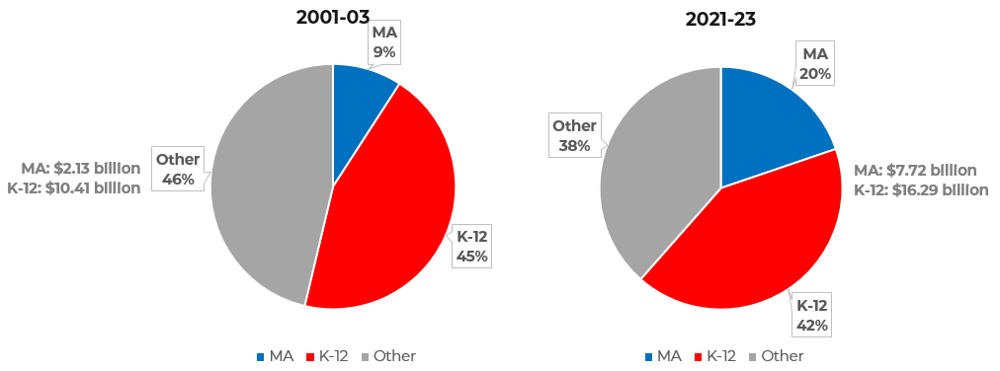 2001-03
MA
9%
Other
46%
MA: $2.13 billion
K-12: $10.41 billion
K-12
45%
MA K-12 Other
2021-23
MA
20%
Other
38%
MA: $7.72 billion
K-12: $16.29 billion
K-12
42%
MA K-12 Other